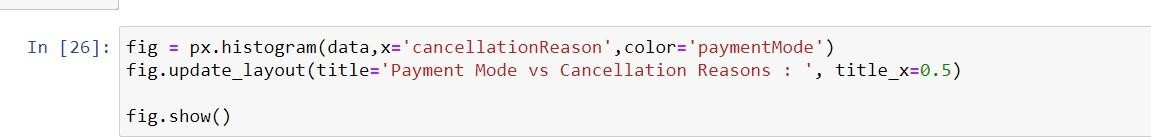 In [26]: fig = px.histogram(data,x='cancellationReason',color='paymentMode')
fig.update_layout(title='Payment Mode vs Cancellation Reasons : ', title_x=0.5)
fig.show()